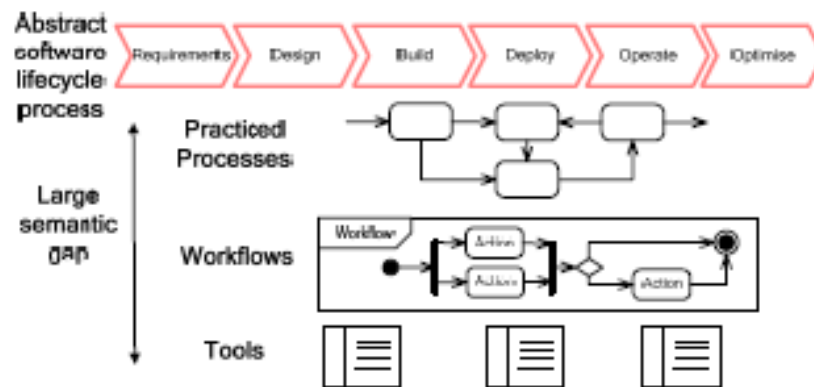 Abstract
software
lifecycle
process
Requirements
Design
Build
Deploy
Operate
Optimise
Practiced
Processes
Large
semantic
gap
Workflow
Workflows
Action
Action
Action
Tools